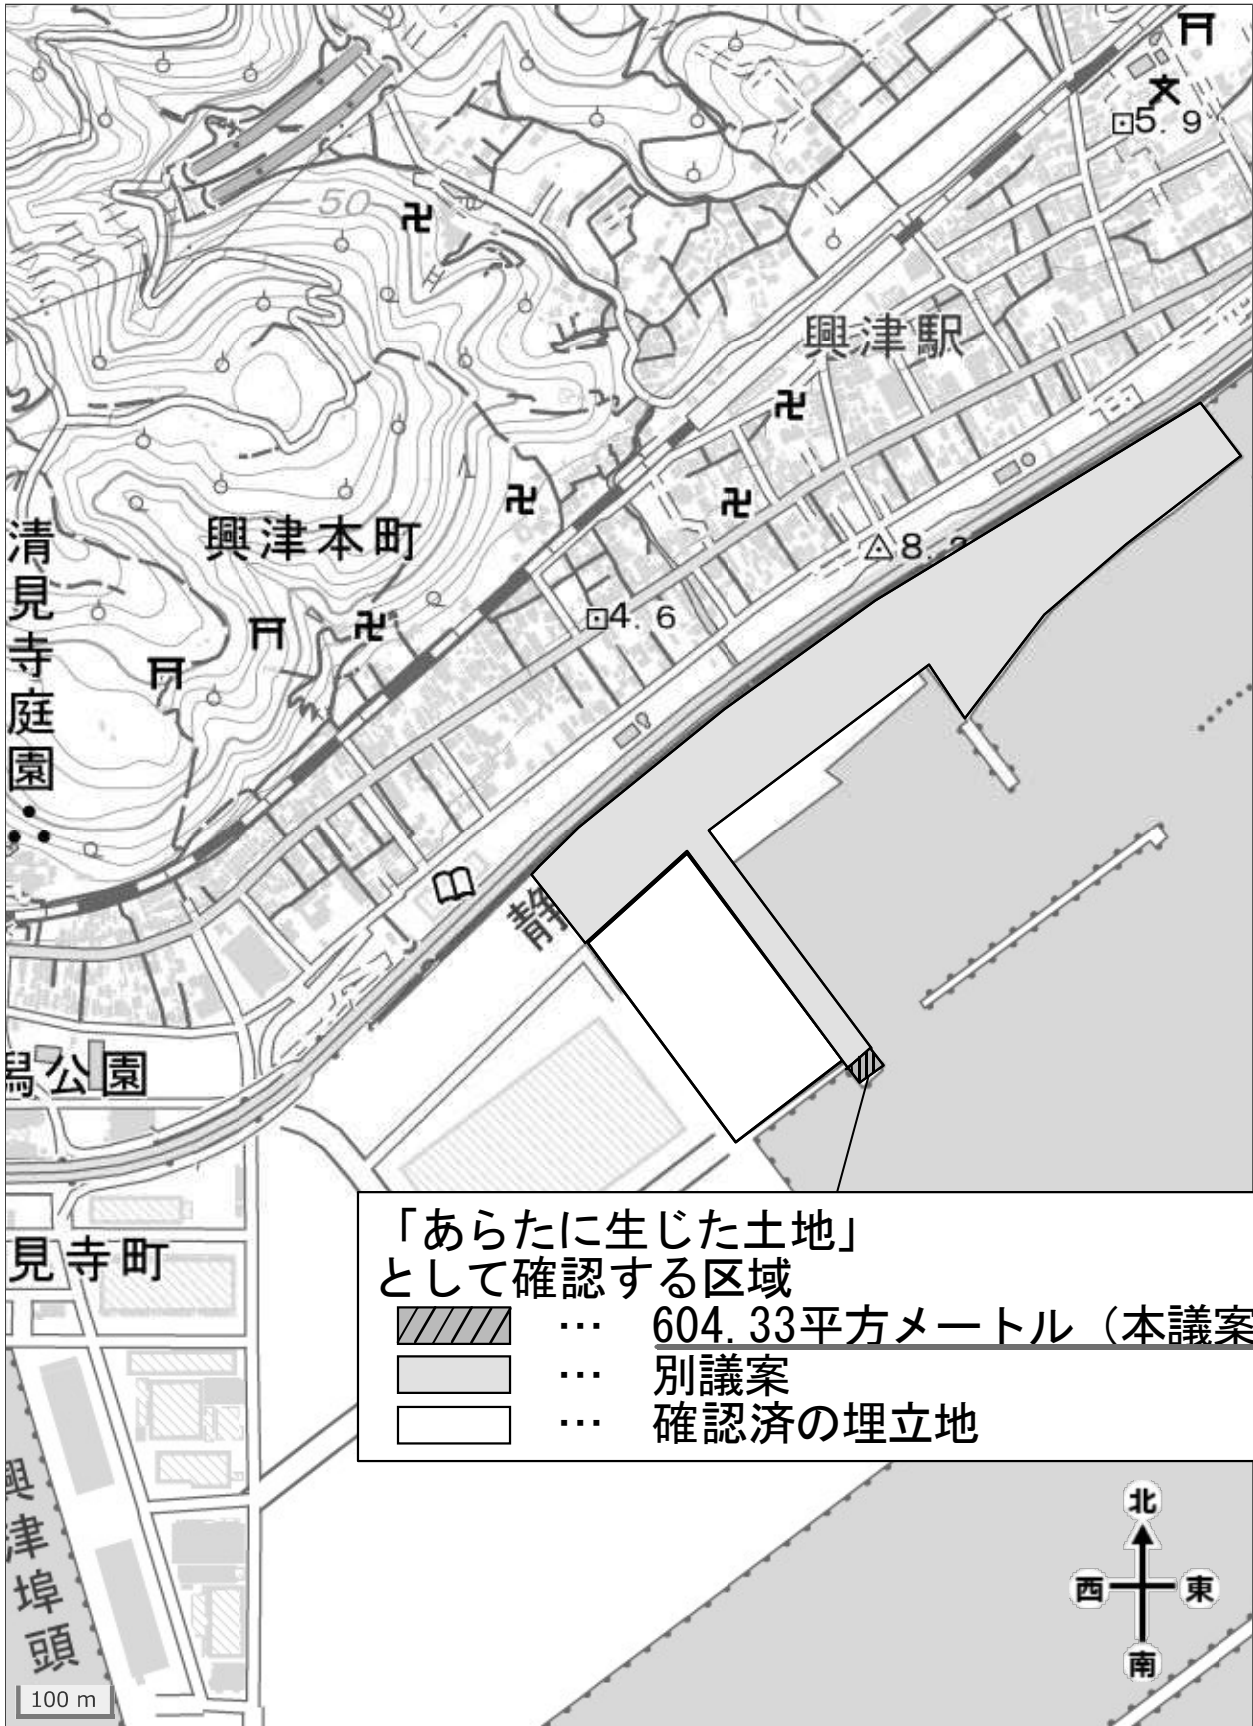 5.9
50
興津駅
清見寺庭園
興津本町
8.
4.6
静
潟公園
見寺町
「あらたに生じた土地」
として確認する区域
… 604.33平方メートル（本議案
… 別議案
… 確認済の埋立地
興津埠頭
北
西 東
南
100 m